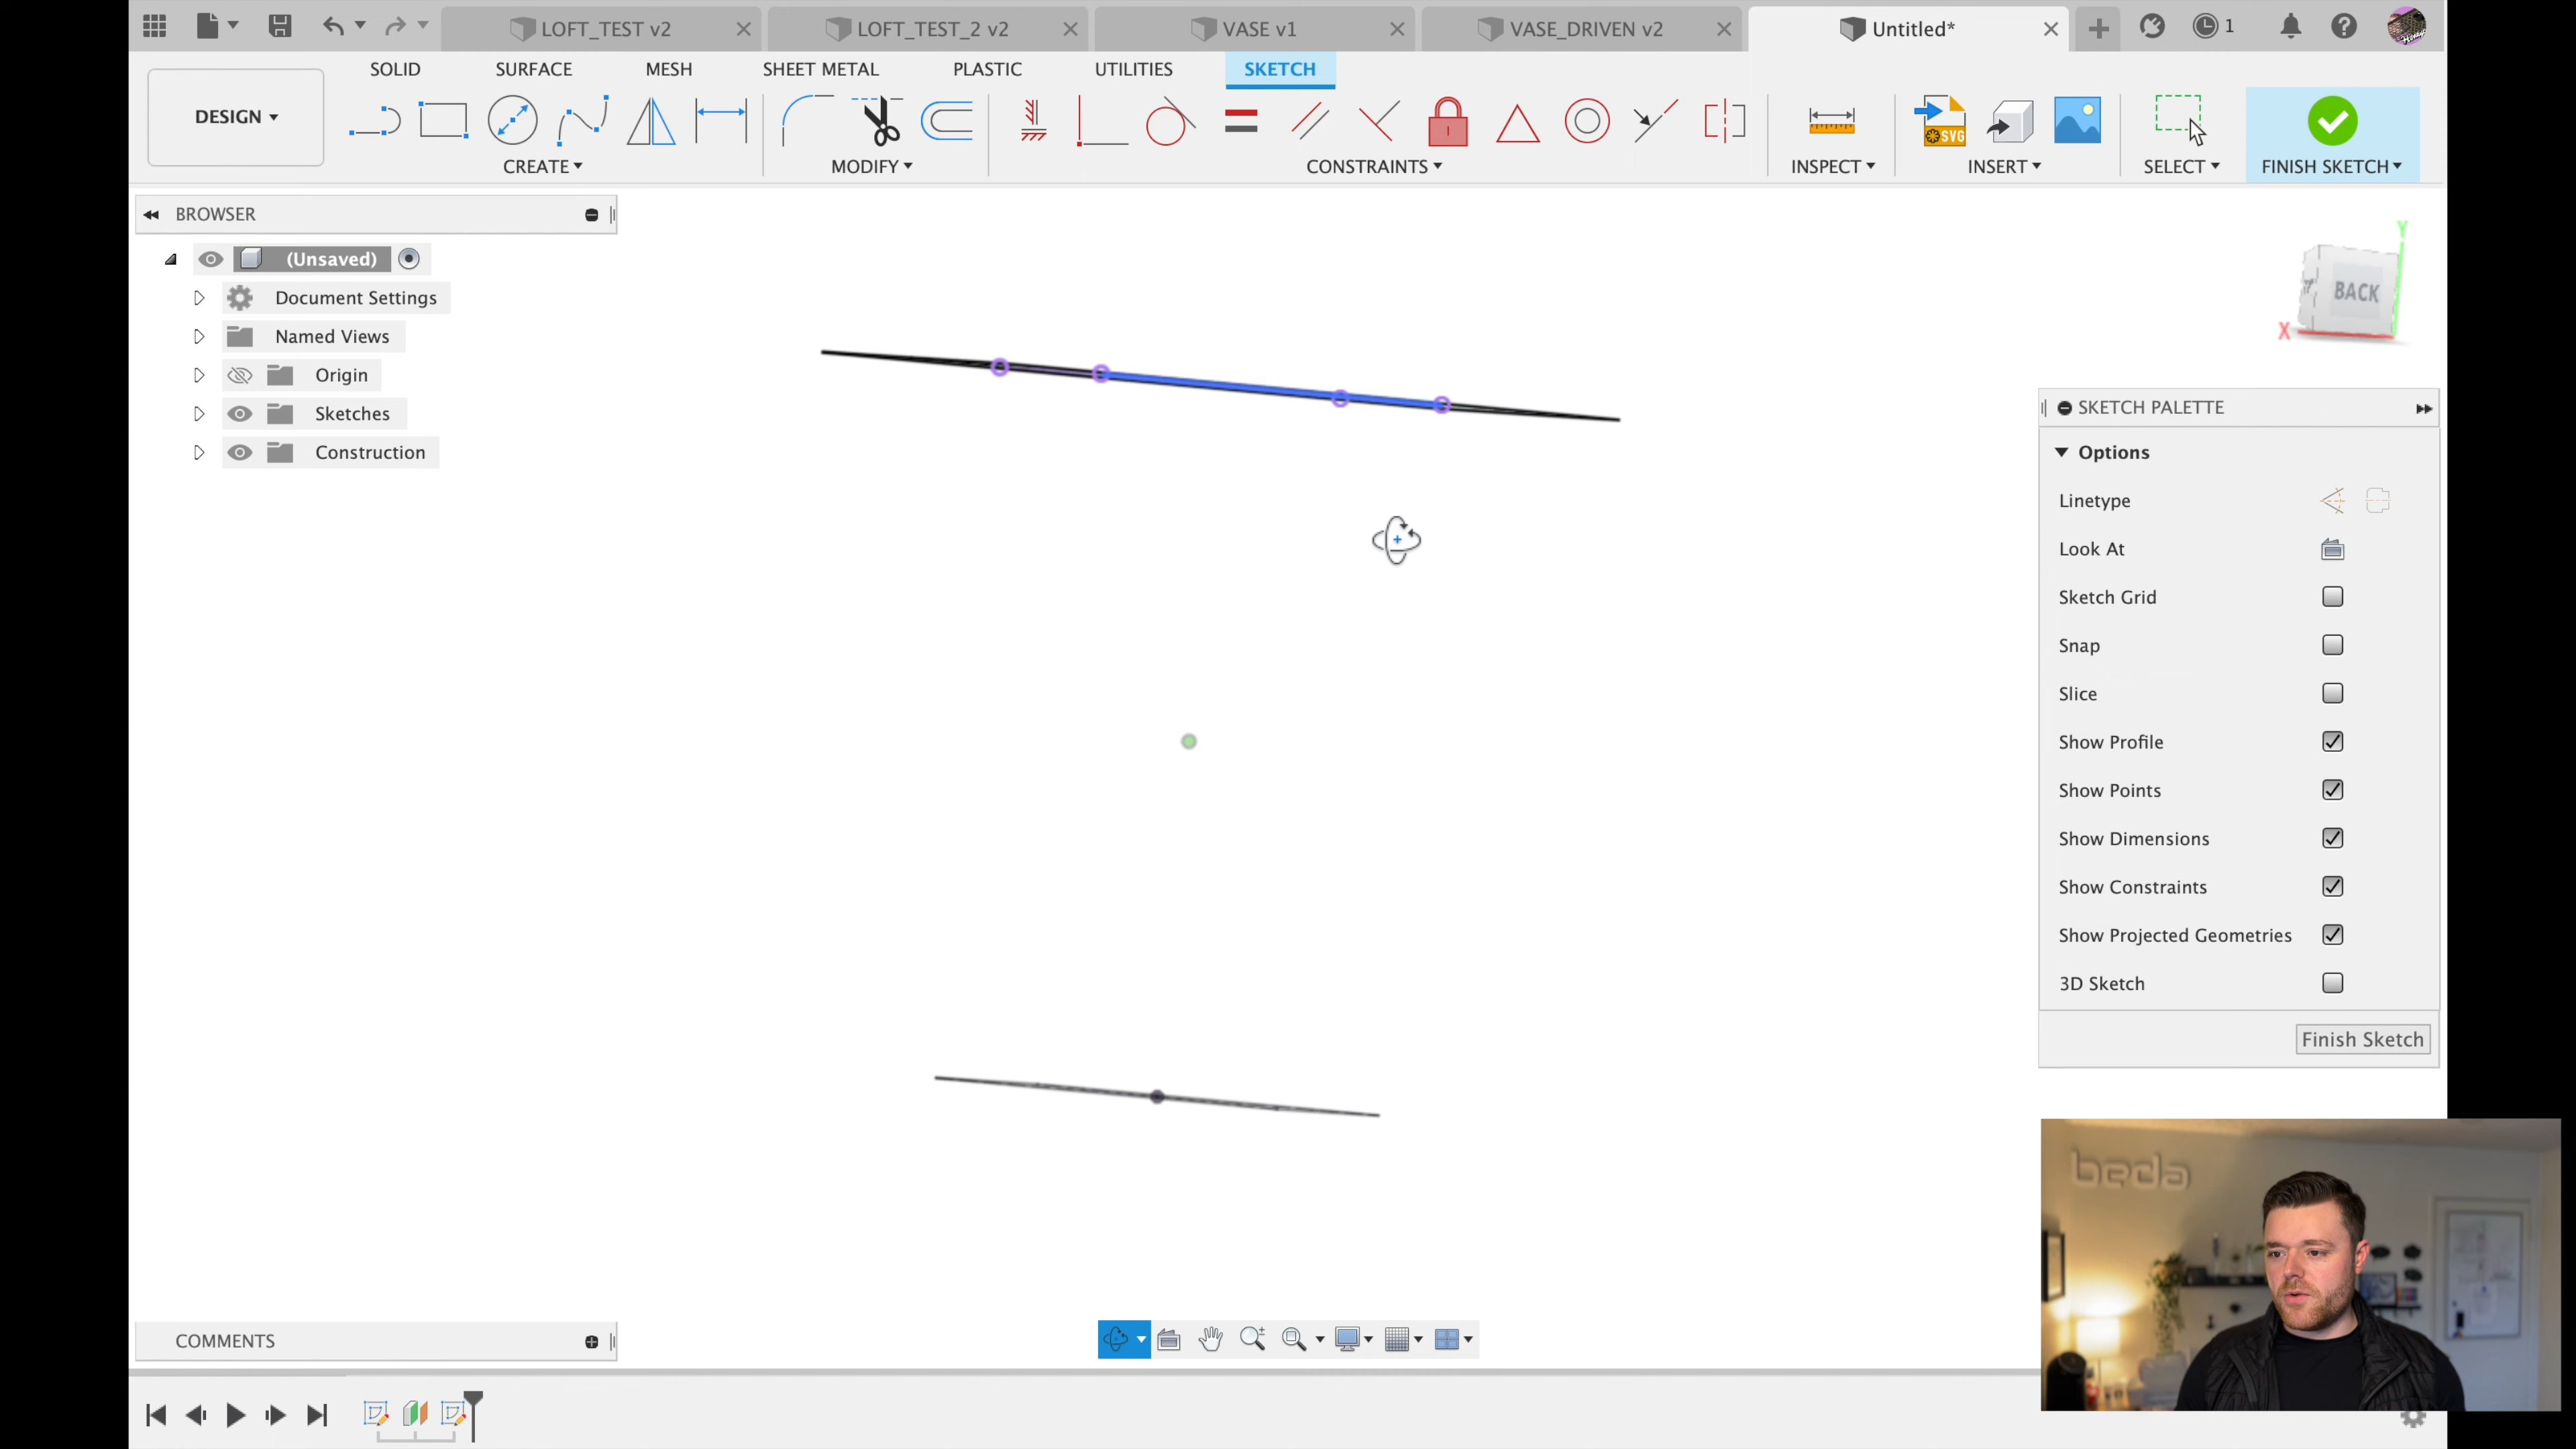 LOFT_TEST v2
LOFT_TEST_2 v2
VASE v1
VASE_DRIVEN v2
Untitled*
1
SOLID
SURFACE
MESH
SHEET METAL
PLASTIC
UTILITIES
SKETCH
DESIGN
CREATE
MODIFY
CONSTRAINTS
INSPECT
SVG
INSERT
SELECT
FINISH SKETCH
BROWSER
(Unsaved)
Document Settings
Named Views
Origin
Sketches
Construction
Y
BACK
X
SKETCH PALETTE
Options
Linetype
Look At
Sketch Grid
Snap
Slice
Show Profile
Show Points
Show Dimensions
Show Constraints
Show Projected Geometries
3D Sketch
Finish Sketch
beda
COMMENTS